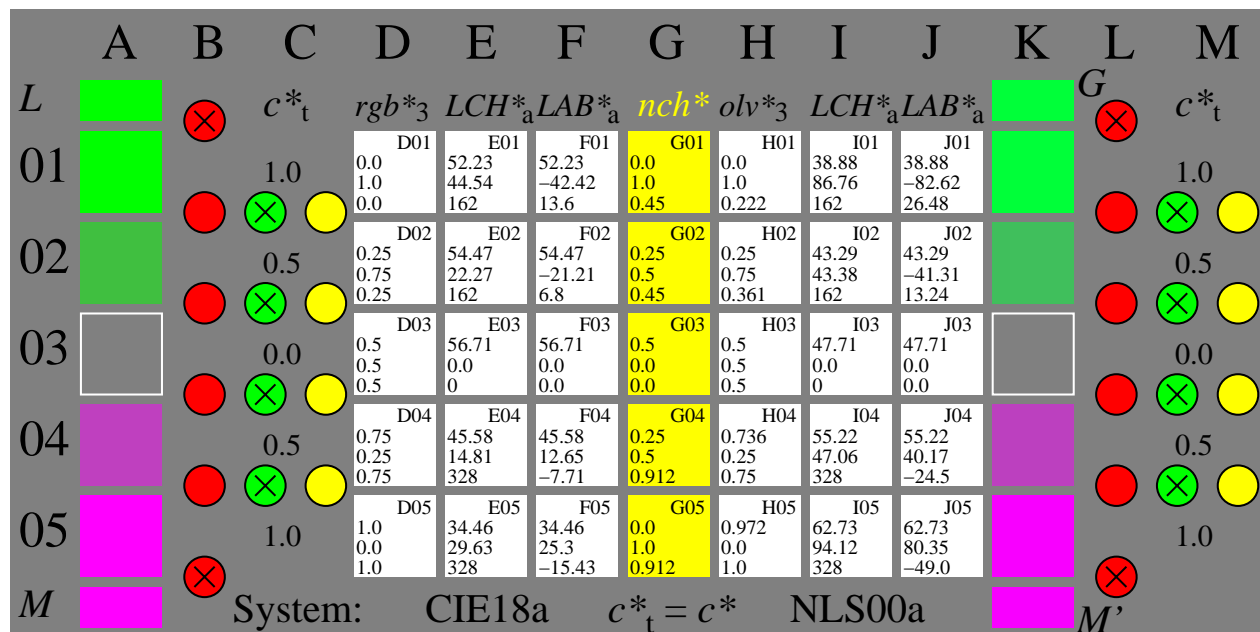 A B C D E F G H I J K L M
L c*t rgb*3 LCH*a LAB*a nch* olv*3 LCH*a LAB*a G c*t
01 1.0 D01 E01 F01 G01 H01 I01 J01 1.0
0.0 52.23 52.23 0.0 0.0 38.88 38.88
1.0 44.54 −42.42 1.0 1.0 86.76 −82.62
0.0 162 13.6 0.45 0.222 162 26.48
02 0.5 D02 E02 F02 G02 H02 I02 J02 0.5
0.25 54.47 54.47 0.25 0.25 43.29 43.29
0.75 22.27 −21.21 0.5 0.75 43.38 −41.31
0.25 162 6.8 0.45 0.361 162 13.24
03 0.0 D03 E03 F03 G03 H03 I03 J03 0.0
0.5 56.71 56.71 0.5 0.5 47.71 47.71
0.5 0.0 0.0 0.0 0.5 0.0 0.0
0.5 0 0.0 0.0 0.5 0 0.0
04 0.5 D04 E04 F04 G04 H04 I04 J04 0.5
0.75 45.58 45.58 0.25 0.736 55.22 55.22
0.25 14.81 12.65 0.5 0.25 47.06 40.17
0.75 328 −7.71 0.912 0.75 328 −24.5
05 1.0 D05 E05 F05 G05 H05 I05 J05 1.0
1.0 34.46 34.46 0.0 0.972 62.73 62.73
0.0 29.63 25.3 1.0 0.0 94.12 80.35
1.0 328 −15.43 0.912 1.0 328 −49.0
M System: CIE18a c*t = c* NLS00a M’